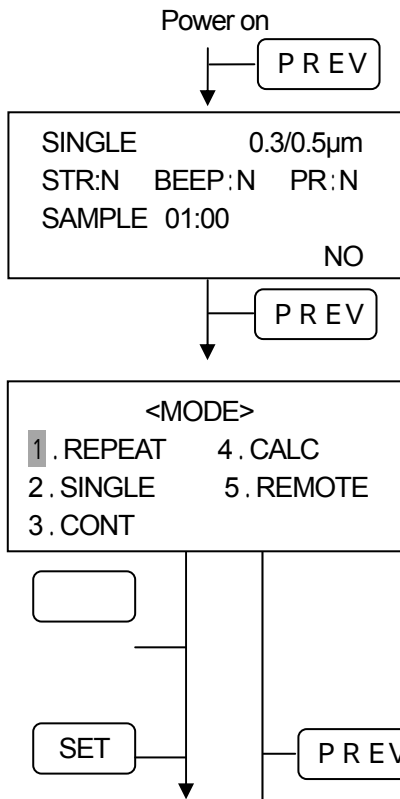 Power on
PREV
SINGLE 0.3/0.5µm
STR:N BEEP:N PR:N
SAMPLE 01:00
NO
PREV
<MODE>
1.REPEAT 4.CALC
2.SINGLE 5.REMOTE
3.CONT
SET PREV